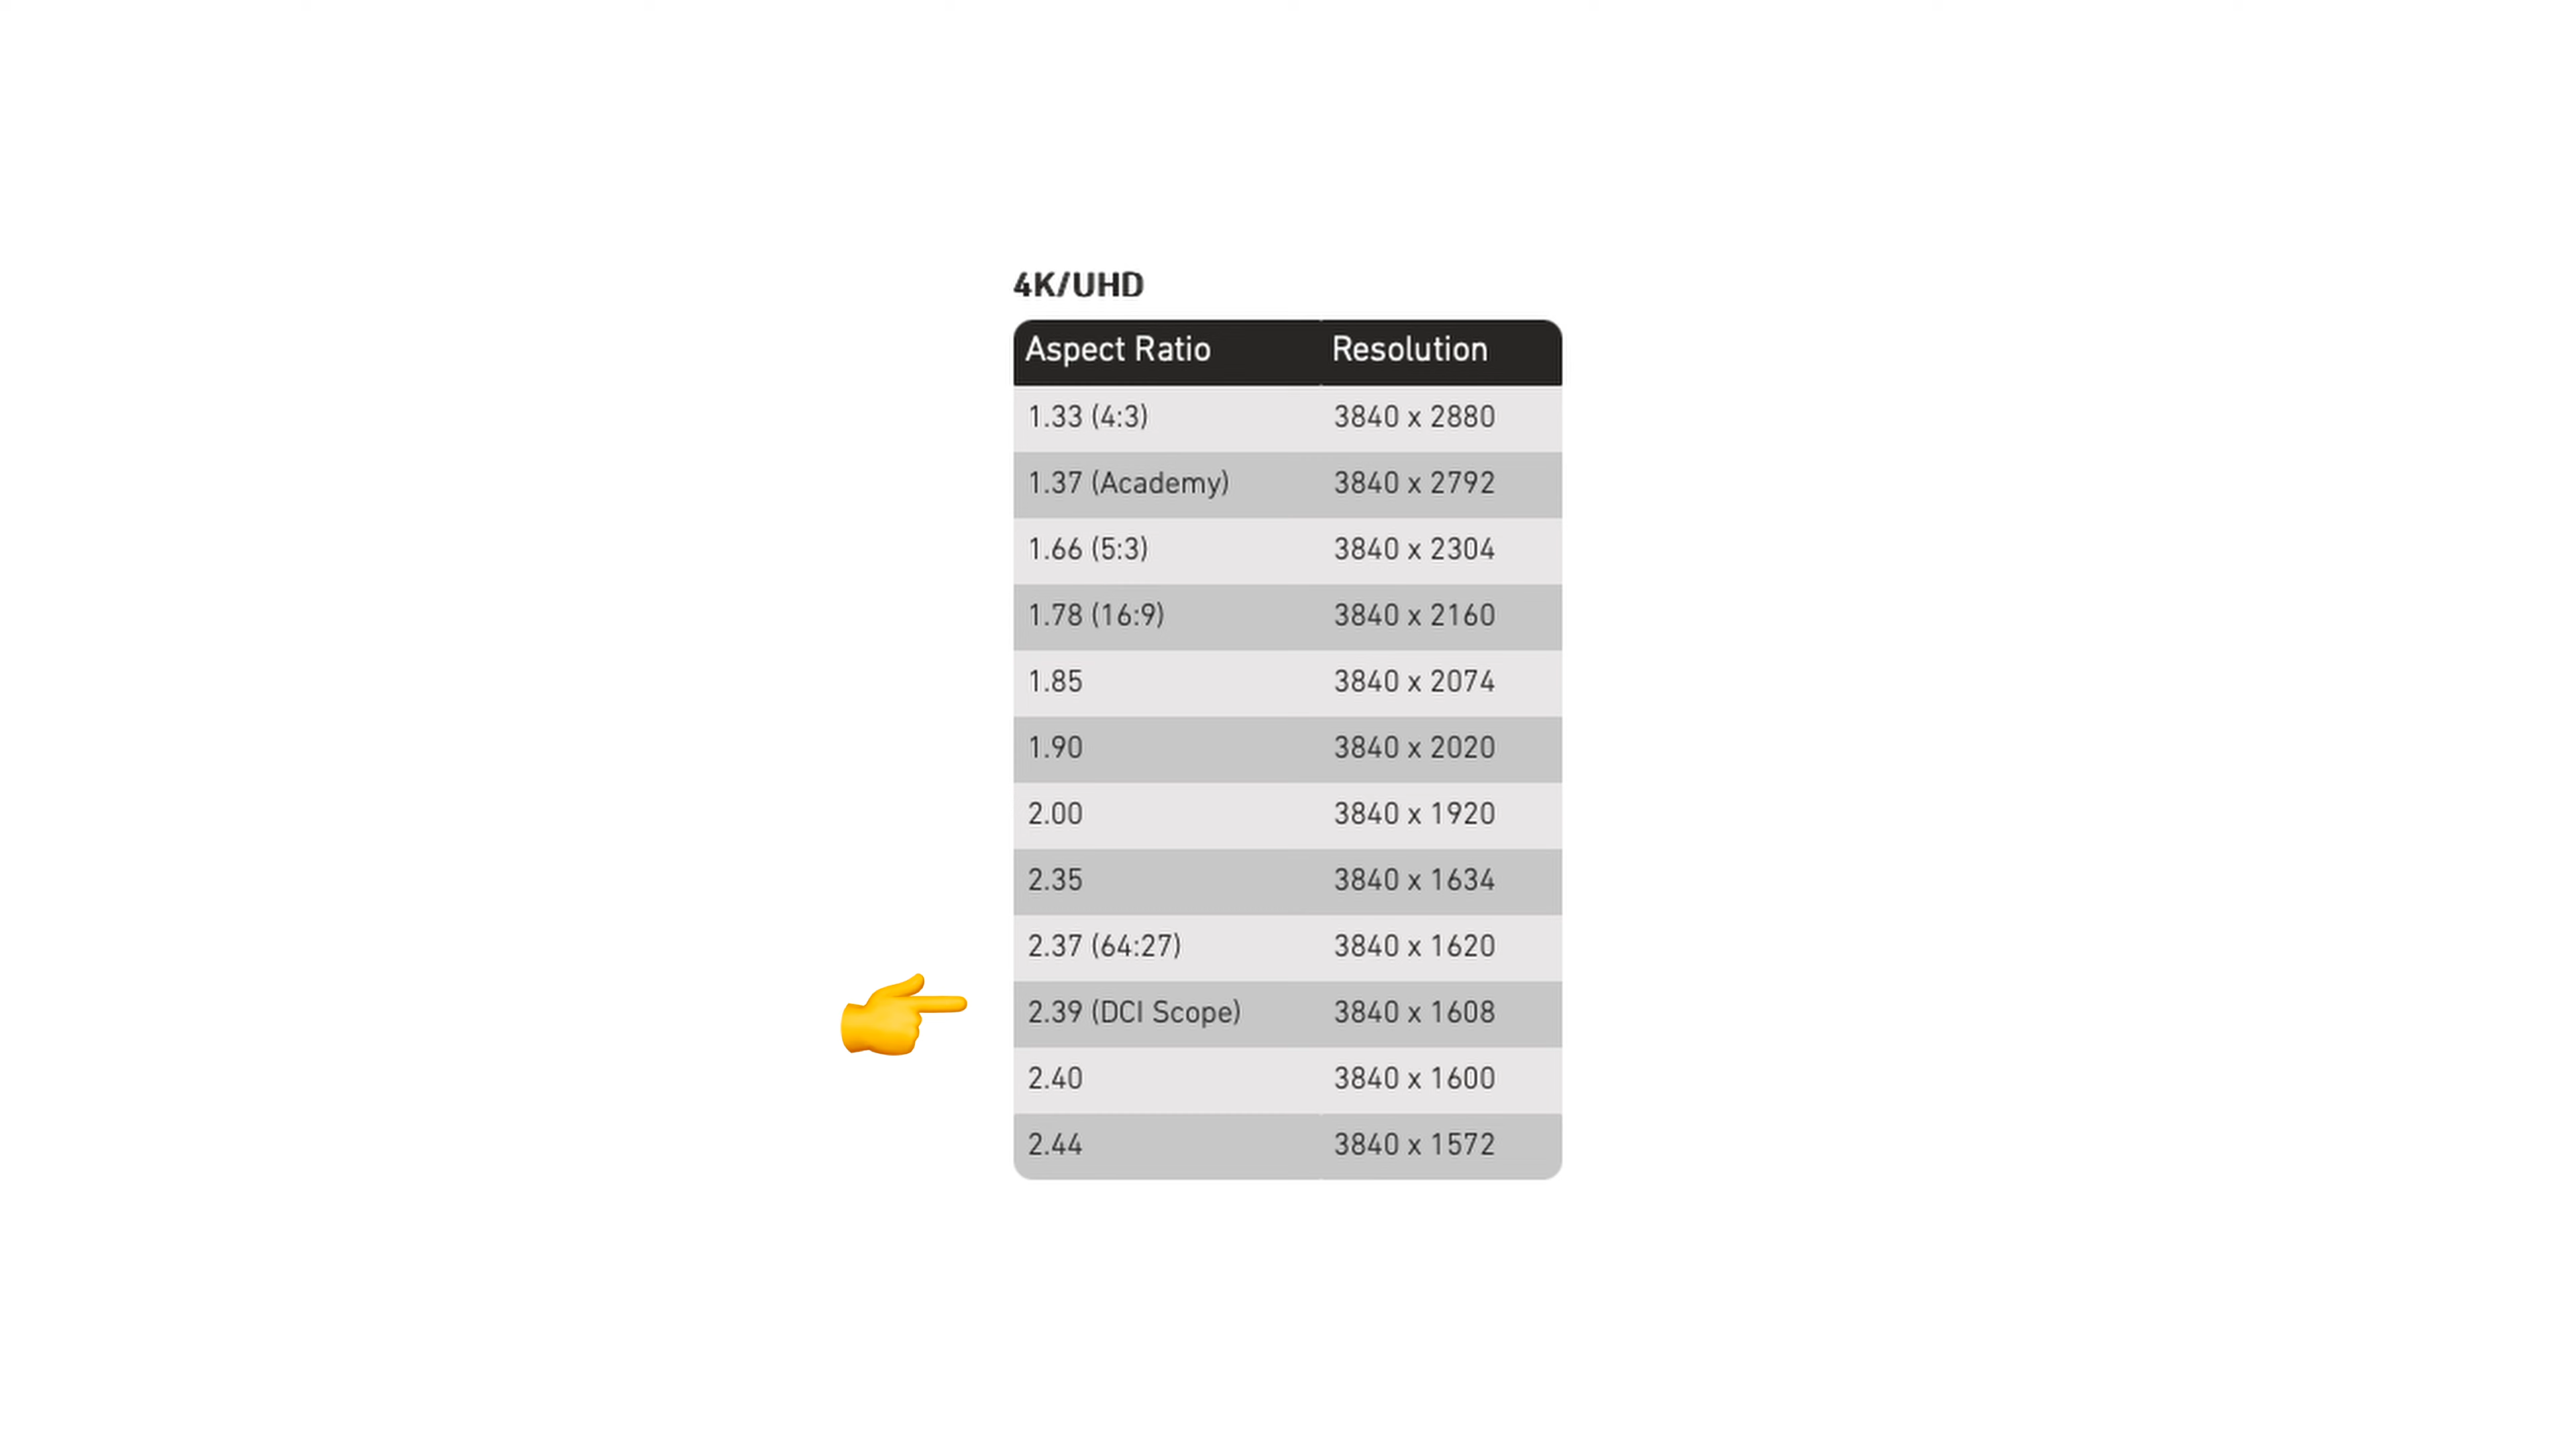 4K/UHD
Aspect Ratio Resolution
1.33 (4:3) 3840 x 2880
1.37 (Academy) 3840 x 2792
1.66 (5:3) 3840 x 2304
1.78 (16:9) 3840 x 2160
1.85 3840 x 2074
1.90 3840 x 2020
2.00 3840 x 1920
2.35 3840 x 1634
2.37 (64:27) 3840 x 1620
2.39 (DCI Scope) 3840 x 1608
2.40 3840 x 1600
2.44 3840 x 1572